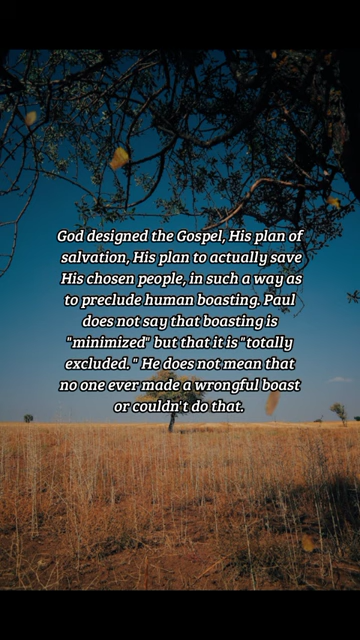 God designed the Gospel, His plan of
salvation, His plan to actually save
His chosen people, in such a way as
to preclude human boasting. Paul
does not say that boasting is
"minimized" but that it is "totally
excluded. " He does not mean that
no one ever made a wrongful boast
or couldn't do that.